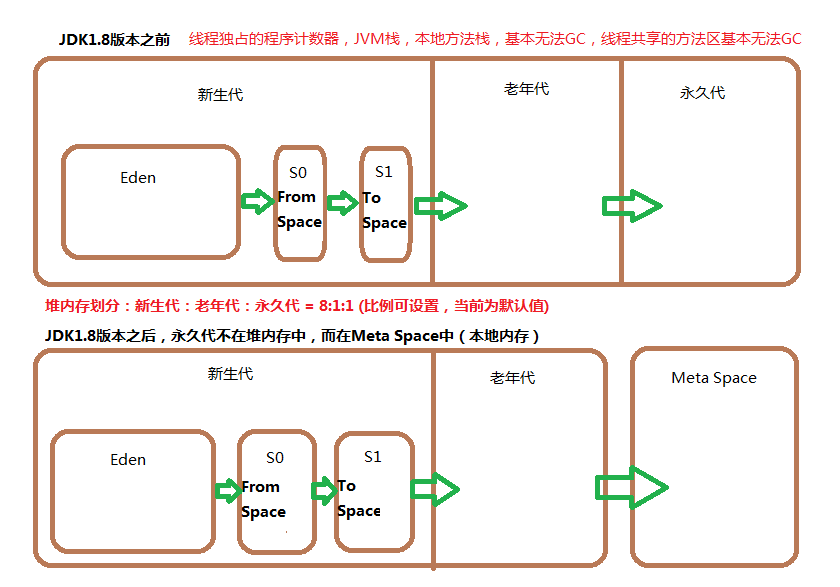 JDK1.8版本之前 线程独占的程序计数器，JVM栈，本地方法栈，基本无法GC，线程共享的方法区基本无法GC
新生代
老年代
永久代
Eden
S0
From
Space
S1
To
Space
堆内存划分：新生代：老年代：永久代 = 8:1:1 (比例可设置，当前为默认值)
JDK1.8版本之后，永久代不在堆内存中，而在Meta Space中（本地内存）
新生代
老年代
Meta Space
Eden
S0
From
Space
S1
To
Space